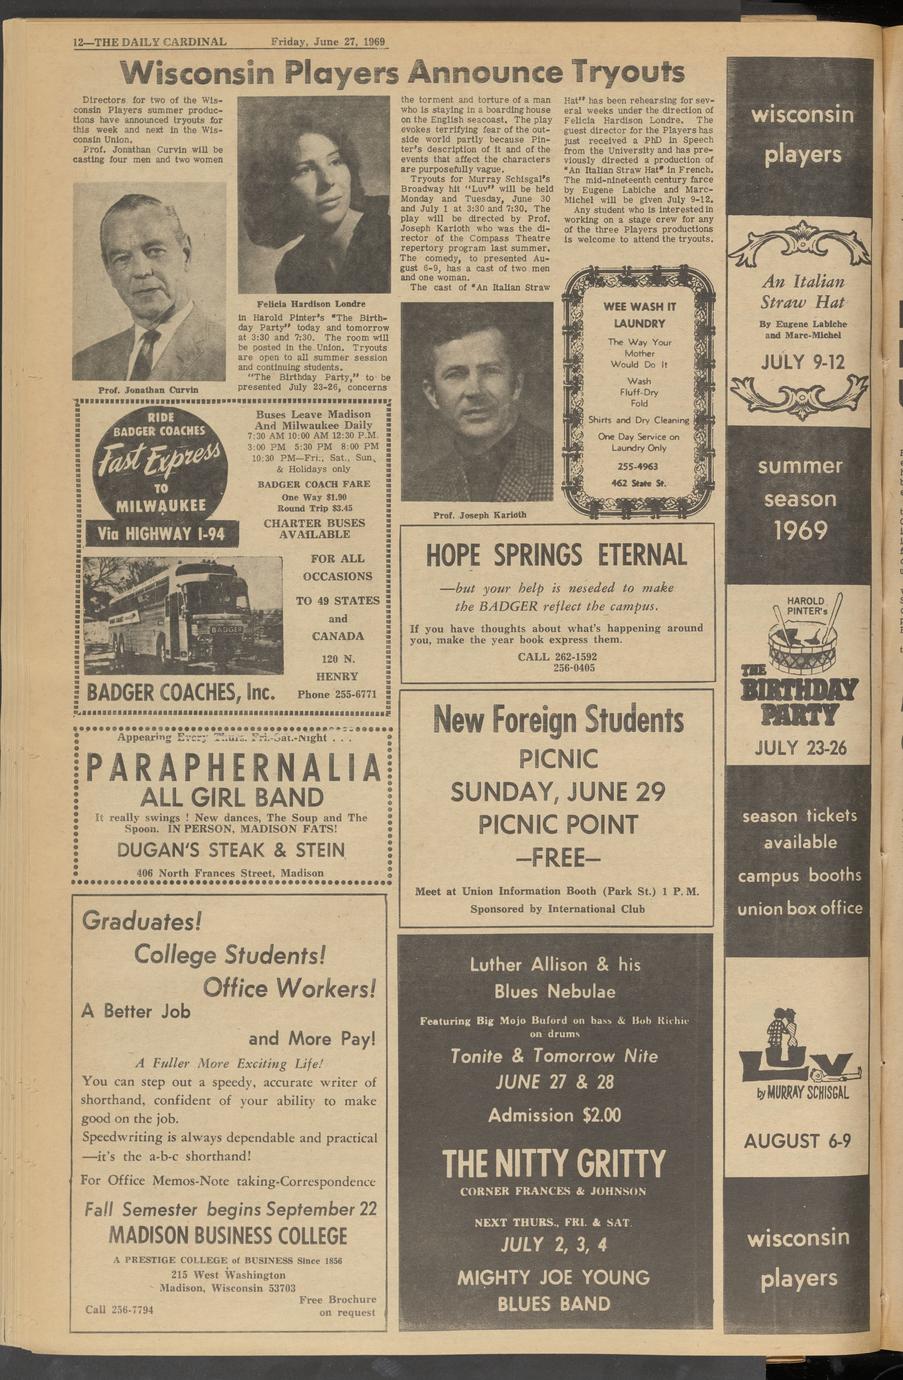 12—THE DAILY CARDINAL Friday, June 27, 1969
Wisconsin Players Announce Tryouts
Directors for two of the Wis-
consin Players summer produc-
tions have announced tryouts for
this week and next in the Wis-
consin Union.
Prof. Jonathan Curvin will be
casting four men and two women
Prof. Jonathan Curvin
Felicia Hardison Londre
in Harold Pinter's "The Birth-
day Party" today and tomorrow
at 3:30 and 7:30. The room will
be posted in the Union. Tryouts
are open to all summer session
and continuing students.
"The Birthday Party," to be
presented July 23-26, concerns
the torment and torture of a man
who is staying in a boarding house
on the English seacoast. The play
evokes terrifying fear of the out-
side world partly because Pin-
ter's description of it and of the
events that affect the characters
are purposefully vague.
Tryouts for Murray Schisgal's
Broadway hit "Luv" will be held
Monday and Tuesday, June 30
and July 1 at 3:30 and 7:30. The
play will be directed by Prof.
Joseph Karioth who was the di-
rector of the Compass Theatre
repertory program last summer.
The comedy, to presented Au-
gust 6-9, has a cast of two men
and one woman.
The cast of "An Italian Straw
Prof. Joseph Karioth
Hat" has been rehearsing for sev-
eral weeks under the direction of
Felicia Hardison Londre. The
guest director for the Players has
just received a PhD in Speech
from the University and has pre-
viously directed a production of
"An Italian Straw Hat" in French.
The mid-nineteenth century farce
by Eugene Labiche and Marc-
Michel will be given July 9-12.
Any student who is interested in
working on a stage crew for any
of the three Players productions
is welcome to attend the tryouts.
WEE WASH IT
LAUNDRY
The Way Your
Mother
Would Do It
Wash
Fluff-Dry
Fold
Shirts and Dry Cleaning
One Day Service on
Laundry Only
255-4963
462 State St.
RIDE
BADGER COACHES
Fast Express
TO
MILWAUKEE
Via HIGHWAY I-94
Buses Leave Madison
And Milwaukee Daily
7:30 AM 10:00 AM 12:30 P.M.
3:00 PM 5:30 PM 8:00 PM
10:30 PM—Fri., Sat., Sun,
& Holidays only
BADGER COACH FARE
One Way $1.90
Round Trip $3.45
CHARTER BUSES
AVAILABLE
FOR ALL
OCCASIONS
TO 49 STATES
and
CANADA
120 N.
HENRY
Phone 255-6771
BADGER
BADGER COACHES, Inc.
HOPE SPRINGS ETERNAL
—but your help is neseded to make
the BADGER reflect the campus.
If you have thoughts about what's happening around
you, make the year book express them.
CALL 262-1592
256-0405
Appearing Every Thurs. Fri.-Sat.-Night . . .
PARAPHERNALIA
ALL GIRL BAND
It really swings ! New dances, The Soup and The
Spoon. IN PERSON, MADISON FATS!
DUGAN'S STEAK & STEIN
406 North Frances Street, Madison
New Foreign Students
PICNIC
SUNDAY, JUNE 29
PICNIC POINT
—FREE—
Meet at Union Information Booth (Park St.) 1 P.M.
Sponsored by International Club
Graduates!
College Students!
Office Workers!
A Better Job
and More Pay!
A Fuller More Exciting Life!
You can step out a speedy, accurate writer of
shorthand, confident of your ability to make
good on the job.
Speedwriting is always dependable and practical
—it's the a-b-c shorthand!
For Office Memos-Note taking-Correspondence
Fall Semester begins September 22
MADISON BUSINESS COLLEGE
A PRESTIGE COLLEGE of BUSINESS Since 1856
215 West Washington
Madison, Wisconsin 53703
Call 256-7794
Free Brochure
on request
Luther Allison & his
Blues Nebulae
Featuring Big Mojo Buford on bass & Bob Richie
on drums
Tonite & Tomorrow Nite
JUNE 27 & 28
Admission $2.00
THE NITTY GRITTY
CORNER FRANCES & JOHNSON
NEXT THURS., FRI. & SAT.
JULY 2, 3, 4
MIGHTY JOE YOUNG
BLUES BAND
wisconsin
players
An Italian
Straw Hat
By Eugene Labiche
and Marc-Michel
JULY 9-12
summer
season
1969
HAROLD
PINTER's
THE
BIRTHDAY
PARTY
JULY 23-26
season tickets
available
campus booths
union box office
LUV
by MURRAY SCHISGAL
AUGUST 6-9
wisconsin
players